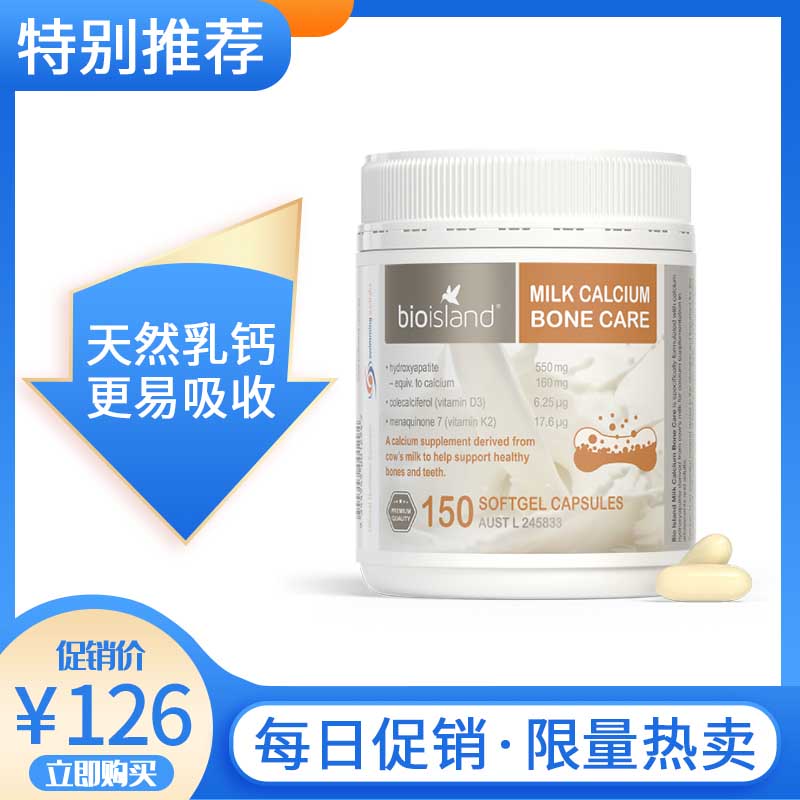 特别推荐
天然乳钙
更易吸收
bioisland®
MILK CALCIUM
BONE CARE
• hydroxyapatite 550 mg
– equiv. to calcium 160 mg
• colecalciferol (vitamin D3) 6.25 µg
• menaquinone 7 (vitamin K2) 17.6 µg
A calcium supplement derived from
cow's milk to help support healthy
bones and teeth.
PREMIUM
QUALITY
150 SOFTGEL CAPSULES
AUST L 245833
促销价
¥126
立即购买
每日促销·限量热卖